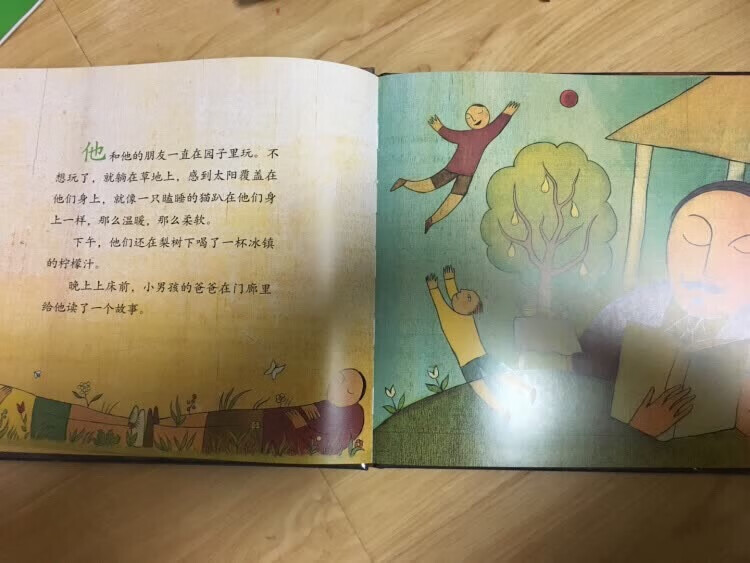 他和他的朋友一直在园子里玩。不
想玩了，就躺在草地上，感到太阳覆盖在
他们身上，就像一只瞌睡的猫趴在他们身
上一样，那么温暖，那么柔软。
下午，他们还在梨树下喝了一杯冰镇
的柠檬汁。
晚上上床前，小男孩的爸爸在门廊里
给他读了一个故事。